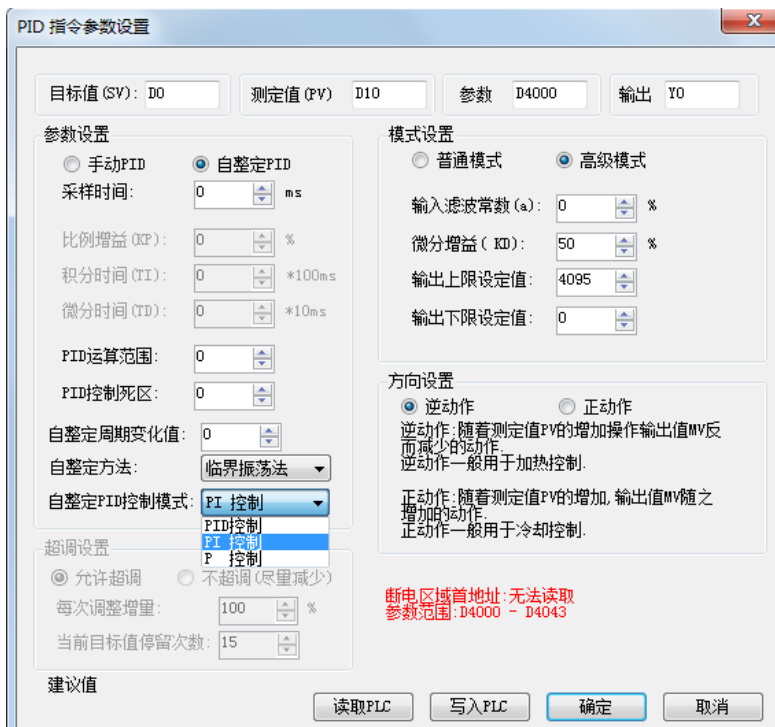 PID 指令参数设置
目标值(SV): D0 测定值(PV) D10 参数 D4000 输出 Y0
参数设置
手动PID 自整定PID
采样时间: 0 ms
比例增益(KP): 0 %
积分时间(TI): 0 *100ms
微分时间(TD): 0 *10ms
PID运算范围: 0
PID控制死区: 0
自整定周期变化值: 0
自整定方法: 临界振荡法
自整定PID控制模式: PI 控制
PID控制
PI 控制
P 控制
超调设置
允许超调 不超调(尽量减少)
每次调整增量: 100 %
当前目标值停留次数: 15
模式设置
普通模式 高级模式
输入滤波常数(a): 0 %
微分增益( KD): 50 %
输出上限设定值: 4095
输出下限设定值: 0
方向设置
逆动作 正动作
逆动作:随着测定值PV的增加操作输出值MV反
而减少的动作.
逆动作一般用于加热控制.
正动作:随着测定值PV的增加,输出值MV随之
增加的动作.
正动作一般用于冷却控制.
断电区域首地址:无法读取
参数范围:D4000 - D4043
建议值
读取PLC 写入PLC 确定 取消